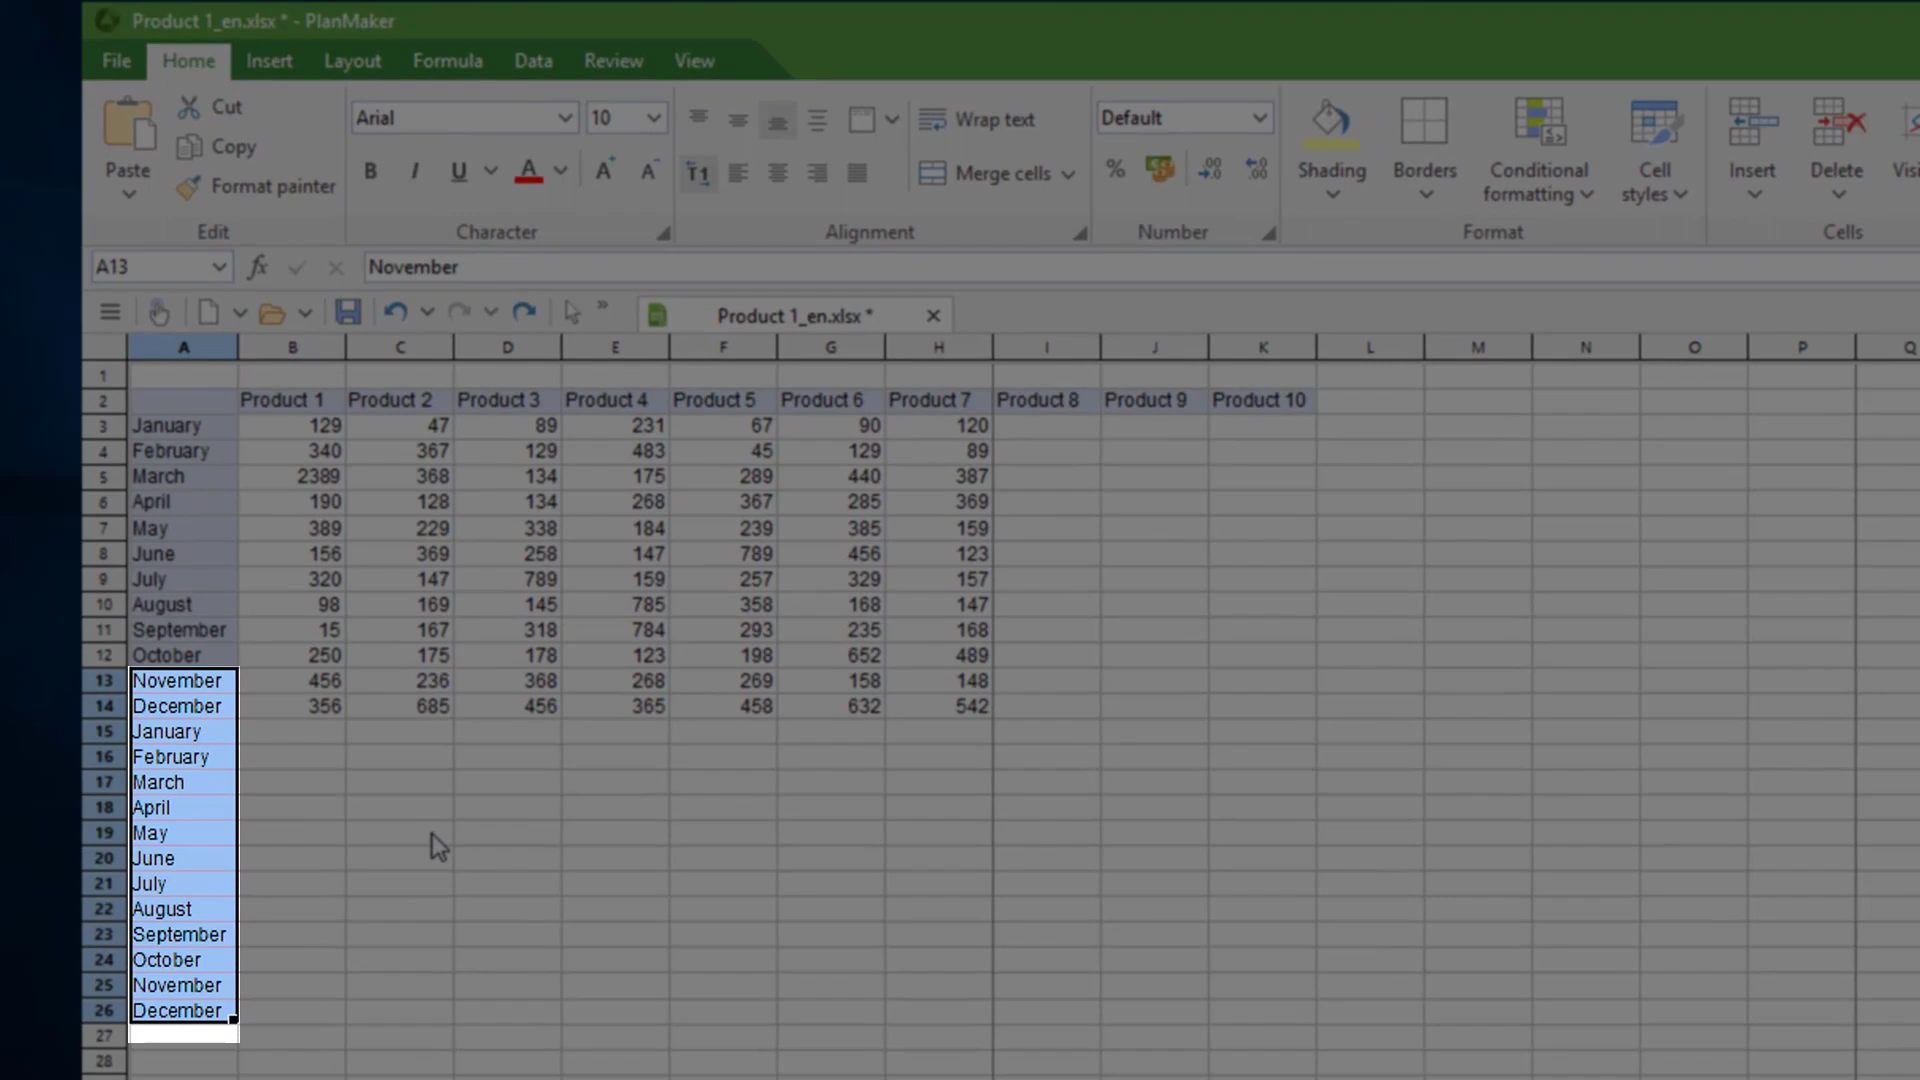 Product 1_en.xlsx * - PlanMaker
File Home Insert Layout Formula Data Review View
Paste
Cut
Copy
Format painter
Edit
Arial 10
B I U A A+ A-
Character
T1
Wrap text
Merge cells
Alignment
Default
% .00 .00
Number
Shading
Borders
Conditional
formatting
Cell
styles
Format
Insert
Delete
Cells
A13 fx November
Product 1_en.xlsx *
A B C D E F G H I J K L M N O P Q
1
2 Product 1 Product 2 Product 3 Product 4 Product 5 Product 6 Product 7 Product 8 Product 9 Product 10
3 January 129 47 89 231 67 90 120
4 February 340 367 129 483 45 129 89
5 March 2389 368 134 175 289 440 387
6 April 190 128 134 268 367 285 369
7 May 389 229 338 184 239 385 159
8 June 156 369 258 147 789 456 123
9 July 320 147 789 159 257 329 157
10 August 98 169 145 785 358 168 147
11 September 15 167 318 784 293 235 168
12 October 250 175 178 123 198 652 489
13 November 456 236 368 268 269 158 148
14 December 356 685 456 365 458 632 542
15 January
16 February
17 March
18 April
19 May
20 June
21 July
22 August
23 September
24 October
25 November
26 December
27
28